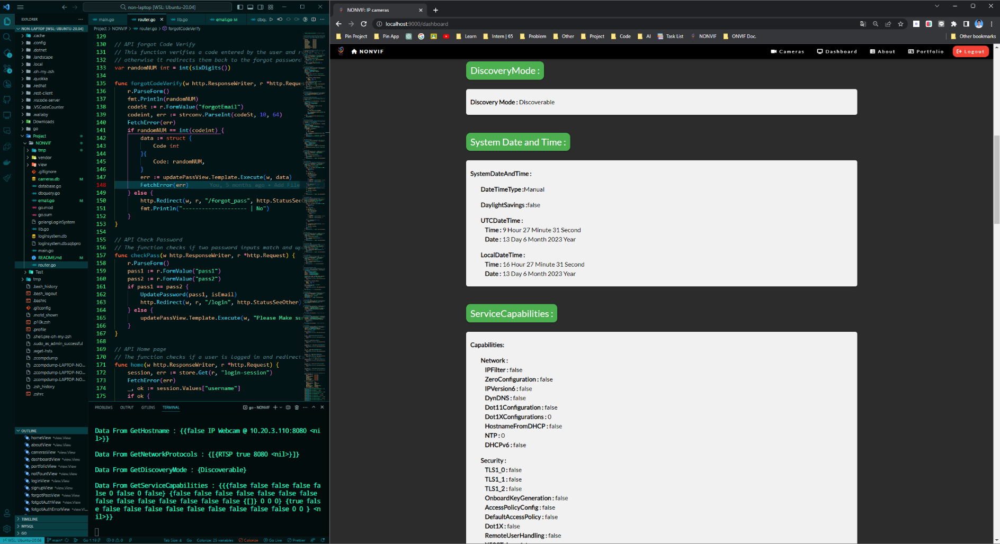 non-laptop [WSL: Ubuntu-20.04]
EXPLORER
NON-LAPTOP [WSL: UBUNTU-20.04]
.cache
.config
.dotnet
.landscape
.local
.oh-my-zsh
.quokka
.redhat
.rest-client
.vscode-server
.VSCodeCounter
.wallaby
Downloads
go
Project
NONVIF
tmp
vendor
view
.gitignore
cameras.db M
database.go
dbquery.go
email.go M
go.mod
go.sum
golangLoginSystem
lib.go
loginsystem.db
loginsystem.db.sqbpro
main.go
README.md M
router.go
Test
tmp
.bash_history
.bash_logout
.bashrc
.gitconfig
.motd_shown
.p10k.zsh
.profile
.shell.pre-oh-my-zsh
.sudo_as_admin_successful
.wget-hsts
.zcompdump
.zcompdump-LAPTOP-NO...
.zcompdump-LAPTOP-NO...
.zcompdump-LAPTOP-NO...
.zsh_history
.zshrc
OUTLINE
homeView *view.View
aboutView *view.View
camerasView *view.View
dashboardView *view.View
portfolioView *view.View
notFountView *view.View
loginView *view.View
signupView *view.View
forgotPassView *view.View
fotgotAuthView *view.View
fotgotAuthErrorView *view.Vi...
TIMELINE
MYSQL
GO
main.go
router.go
lib.go
email.go M
dbqu
Project > NONVIF > router.go > forgotCodeVerify
129
130 // API forgot Code Verify
131 // This function verifies a code entered by the user and redirect
132 // otherwise it redirects them back to the forgot password
133 var randomNUM int = int(sixDigits())
134
135 func forgotCodeVerify(w http.ResponseWriter, r *http.Reques
136 r.ParseForm()
137 fmt.Println(randomNUM)
138 codeSt := r.FormValue("forgotEmail")
139 codeint, err := strconv.ParseInt(codeSt, 10, 64)
140 FetchError(err)
141 if randomNUM == int(codeint) {
142 data := struct {
143 Code int
144 }{
145 Code: randomNUM,
146 }
147 err := updatePassView.Template.Execute(w, data)
148 FetchError(err) You, 5 months ago • Add File
149 } else {
150 http.Redirect(w, r, "/forgot_pass", http.StatusSeeO
151 fmt.Println("-------------------- | No")
152 }
153 }
154
155 // API Check Password
156 // The function checks if two password inputs match and up
157 func checkPass(w http.ResponseWriter, r *http.Request) {
158 r.ParseForm()
159 pass1 := r.FormValue("pass1")
160 pass2 := r.FormValue("pass2")
161 if pass1 == pass2 {
162 UpdatePassword(pass1, isEmail)
163 http.Redirect(w, r, "/login", http.StatusSeeOther)
164 } else {
165 updatePassView.Template.Execute(w, "Please Make su
166 }
167 }
168
169 // API Home page
170 // The function checks if a user is Logged in and redirects
171 func home(w http.ResponseWriter, r *http.Request) {
172 session, err := store.Get(r, "login-session")
173 FetchError(err)
174 _, ok := session.Values["username"]
175 if ok {
PROBLEMS OUTPUT GITLENS TERMINAL
go - NONVIF
Data From GetHostname : {{false IP Webcam @ 10.20.3.110:8080 <ni
l>}}
Data From GetNetworkProtocols : {[{RTSP true 8080 <nil>}]}
Data From GetDiscoveryMode : {Discoverable}
Data From GetServiceCapabilities : {{{false false false false fa
lse 0 false 0 false} {false false false false false false false
false false false false false false false {[]} 0 0 0} {true fals
e false false false false false false false false false 0 0 } <n
il>}}
WSL: Ubuntu-20.04 main* Go 1.19 0 0 Tab Size: 4 Go Colorize: 25 variables Colorize Go Live Prettier
NONVIF: IP cameras
localhost:9000/dashboard
Pin Project
Pin App
Learn
Intern | 65
Problem
Other
Project
Code
AI
Task List
NONVIF
ONVIF Doc.
Other bookmarks
NONVIF
Cameras
Dashboard
About
Portfolio
Logout
DiscoveryMode :
Discovery Mode : Discoverable
System Date and Time :
SystemDateAndTime :
DateTimeType :Manual
DaylightSavings :false
UTCDateTime :
Time : 9 Hour 27 Minute 31 Second
Date : 13 Day 6 Month 2023 Year
LocalDateTime :
Time : 16 Hour 27 Minute 31 Second
Date : 13 Day 6 Month 2023 Year
ServiceCapabilities :
Capabilities:
Network :
IPFilter : false
ZeroConfiguration : false
IPVersion6 : false
DynDNS : false
Dot11Configuration : false
Dot1XConfigurations : 0
HostnameFromDHCP : false
NTP : 0
DHCPv6 : false
Security :
TLS1_0 : false
TLS1_1 : false
TLS1_2 : false
OnboardKeyGeneration : false
AccessPolicyConfig : false
DefaultAccessPolicy : false
Dot1X : false
RemoteUserHandling : false